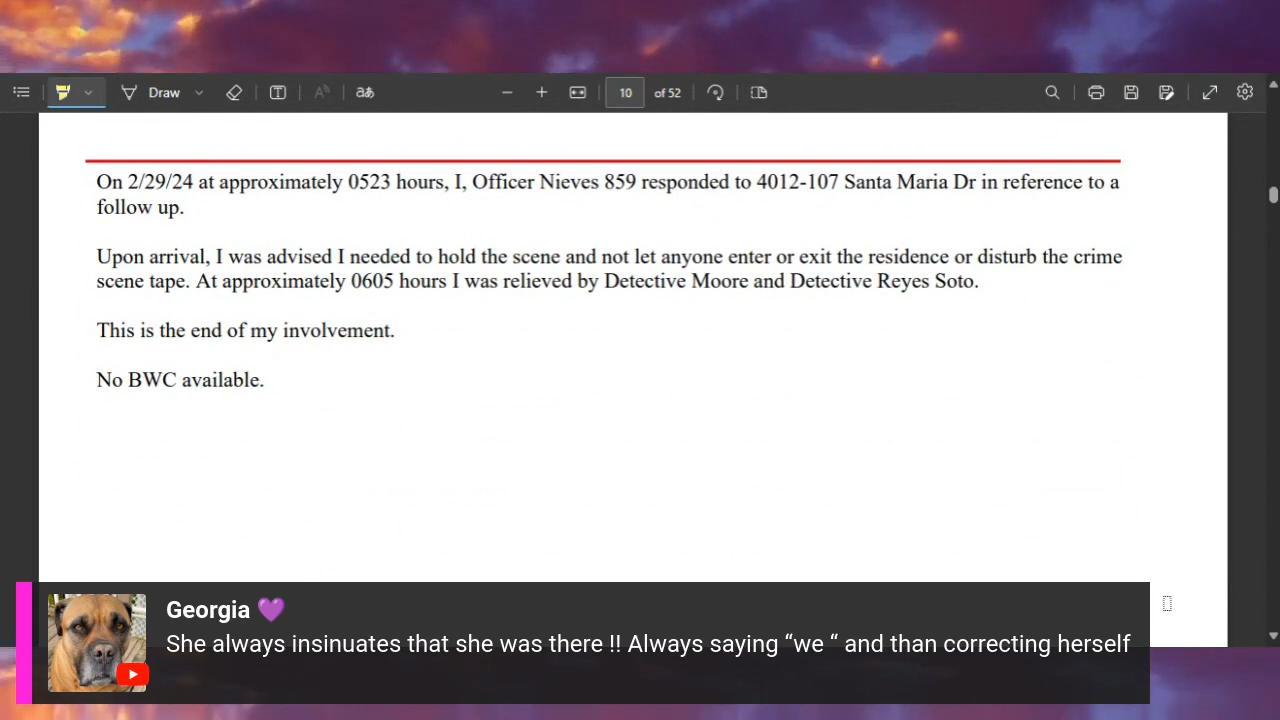 Draw
aあ
10
of 52
On 2/29/24 at approximately 0523 hours, I, Officer Nieves 859 responded to 4012-107 Santa Maria Dr in reference to a
follow up.
Upon arrival, I was advised I needed to hold the scene and not let anyone enter or exit the residence or disturb the crime
scene tape. At approximately 0605 hours I was relieved by Detective Moore and Detective Reyes Soto.
This is the end of my involvement.
No BWC available.
Georgia 💜
She always insinuates that she was there !! Always saying “we “ and than correcting herself